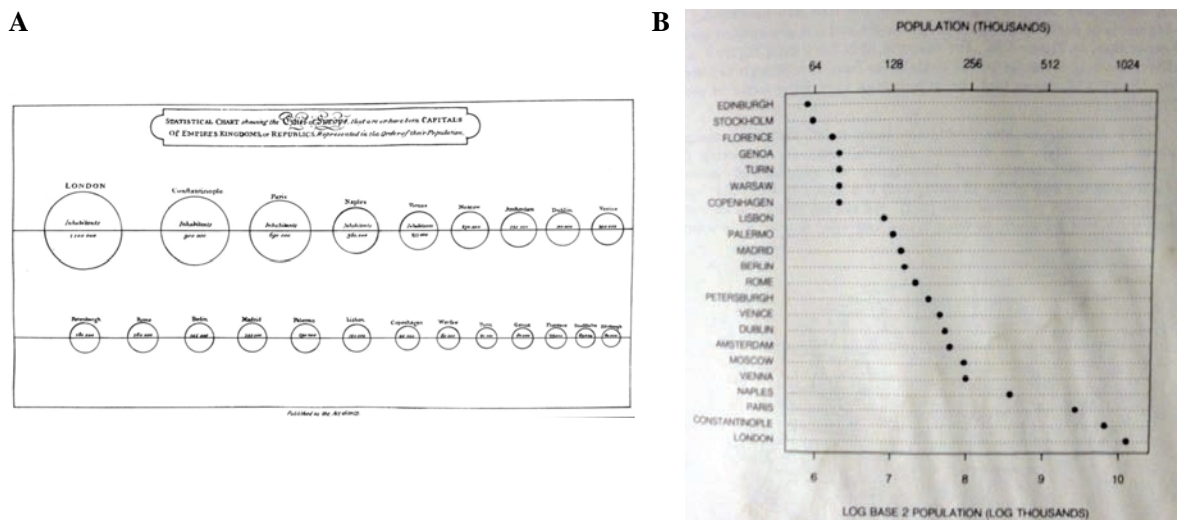 A
STATISTICAL CHART shewing the Cities of Europe, that are or have been CAPITALS
OF EMPIRES KINGDOMS, or REPUBLICS, Represented in the Order of their Population.
LONDON
Constantinople
Paris
Naples
Vienna
Moscow
Amsterdam
Dublin
Venice
Inhabitants
Inhabitants
Inhabitants
Inhabitants
Inhabitants
Petersburgh
Rome
Berlin
Madrid
Palermo
Lisbon
Copenhagen
Warsaw
Turin
Genoa
Florence
Stockholm
Edinburgh
B
POPULATION (THOUSANDS)
64 128 256 512 1024
EDINBURGH
STOCKHOLM
FLORENCE
GENOA
TURIN
WARSAW
COPENHAGEN
LISBON
PALERMO
MADRID
BERLIN
ROME
PETERSBURGH
VENICE
DUBLIN
AMSTERDAM
MOSCOW
VIENNA
NAPLES
PARIS
CONSTANTINOPLE
LONDON
6 7 8 9 10
LOG BASE 2 POPULATION (LOG THOUSANDS)